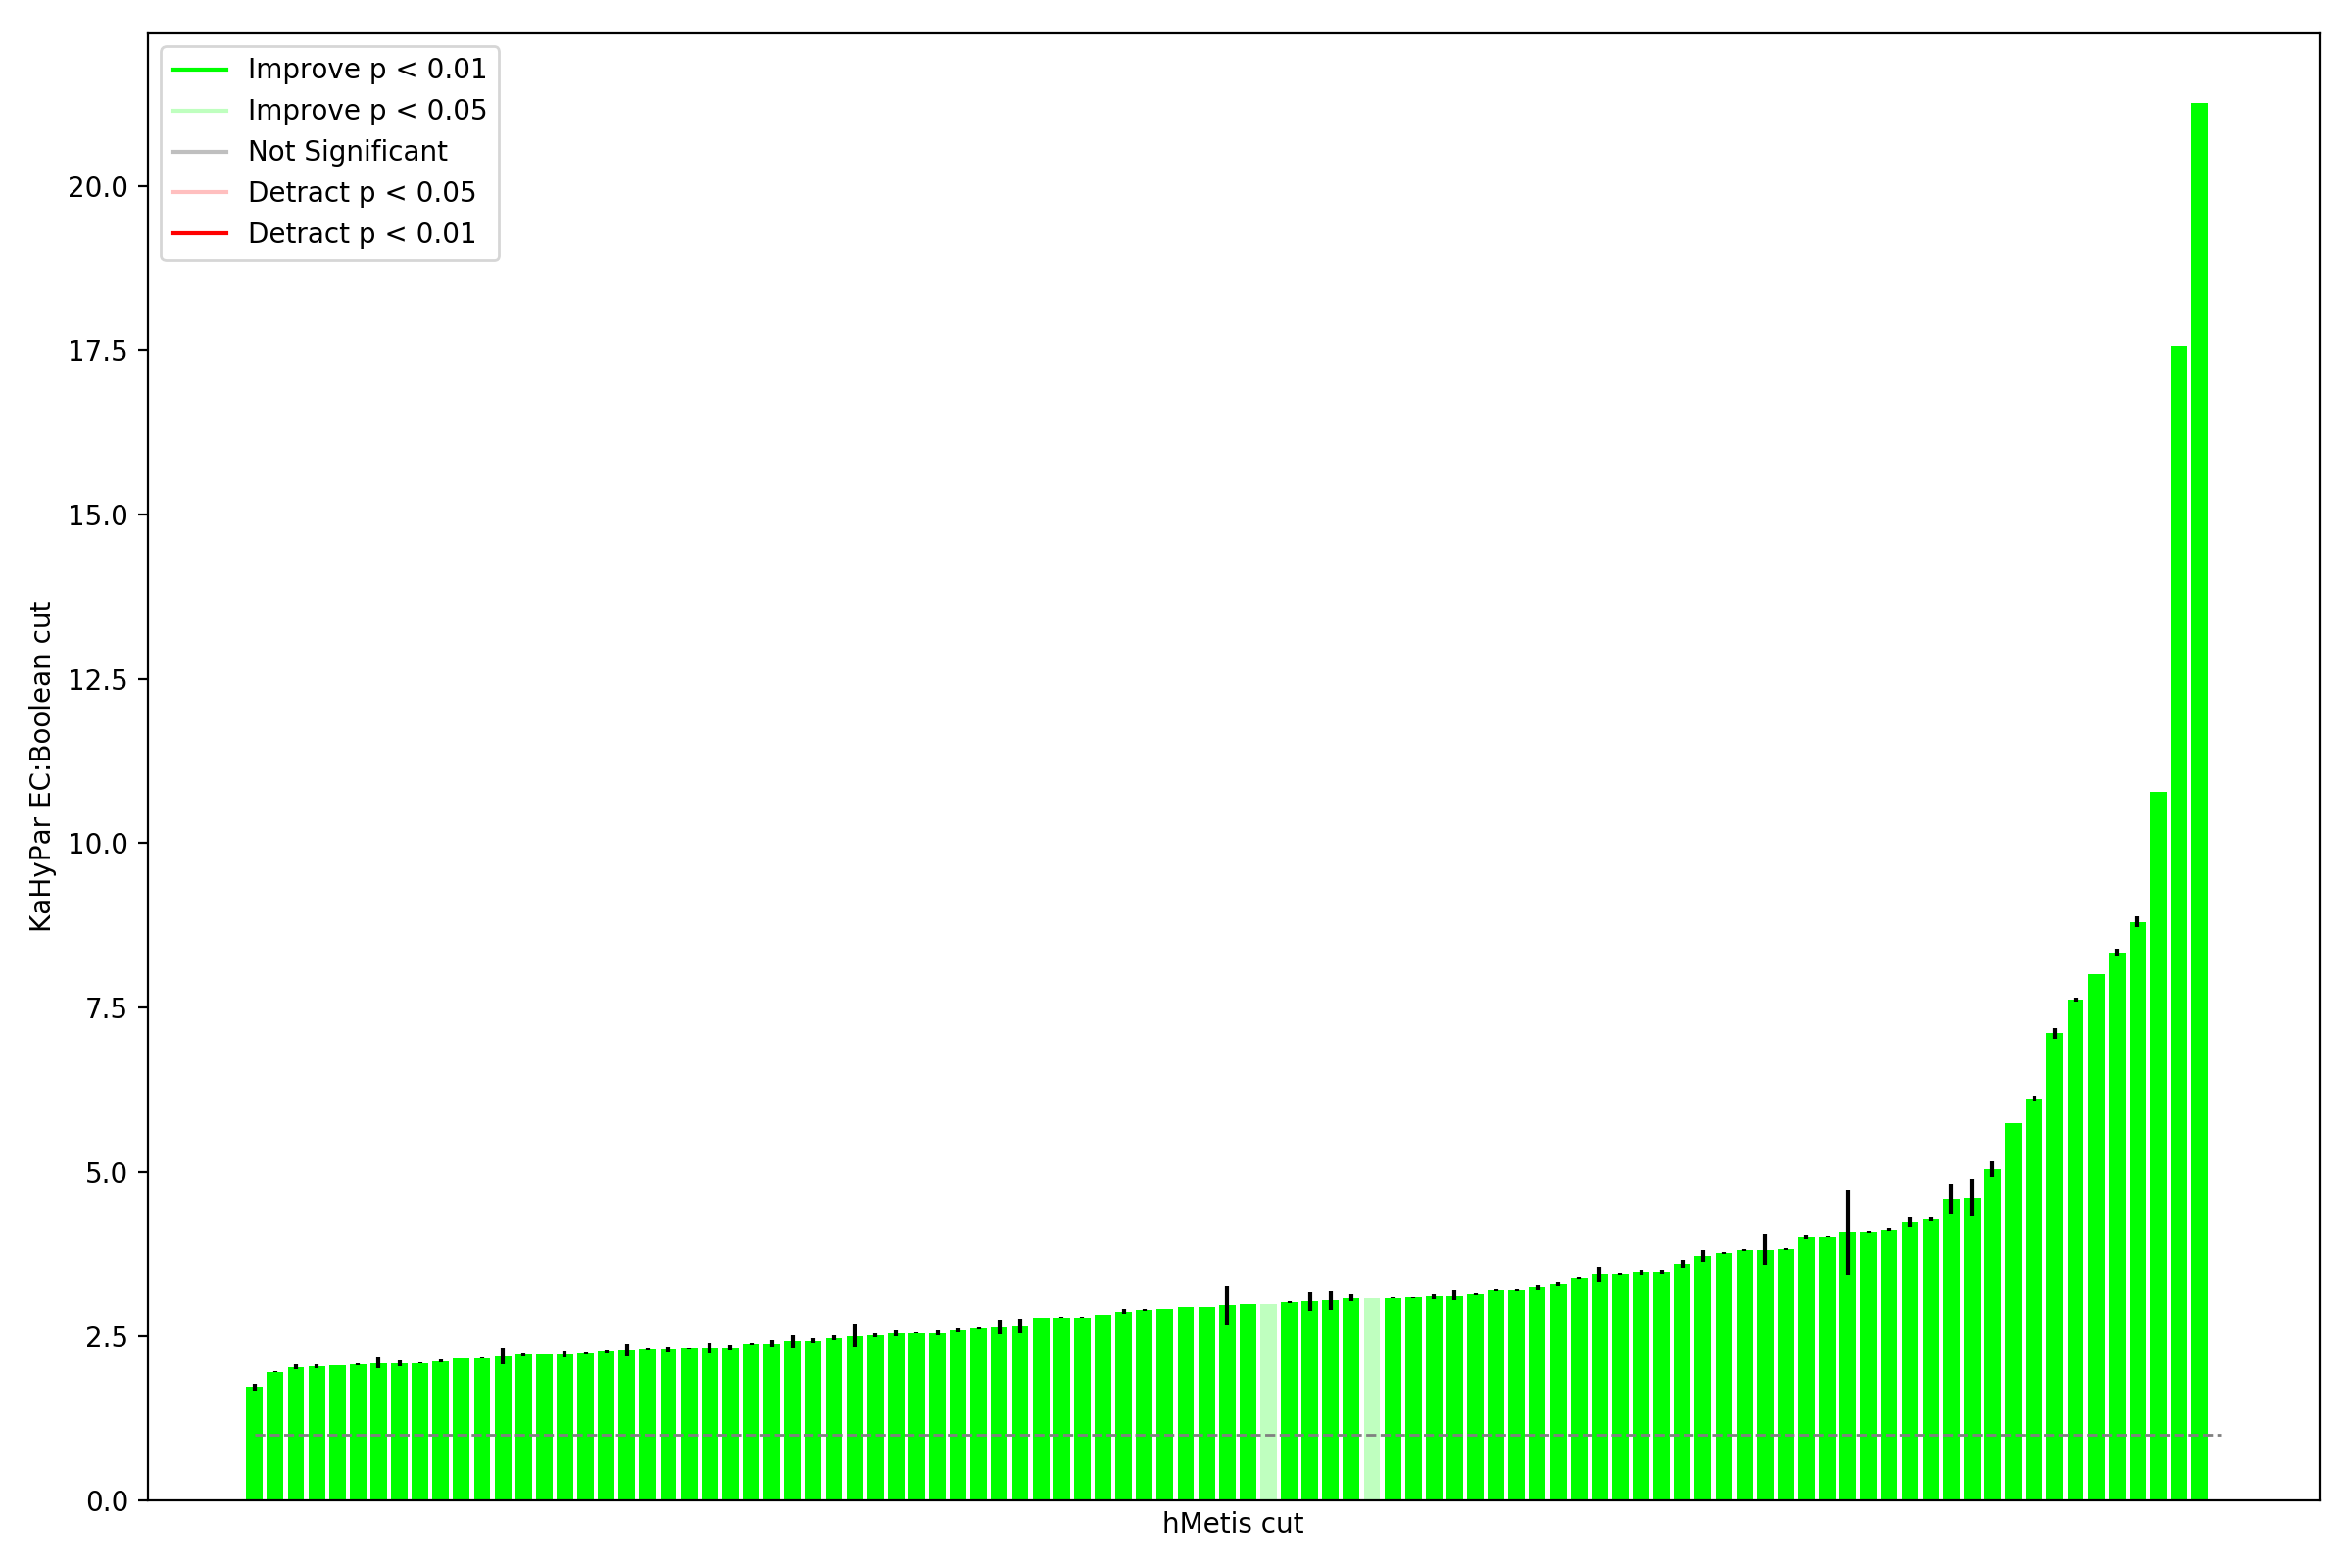 Improve p < 0.01
Improve p < 0.05
Not Significant
Detract p < 0.05
Detract p < 0.01
20.0
17.5
15.0
12.5
10.0
7.5
5.0
2.5
0.0
KaHyPar EC:Boolean cut
hMetis cut